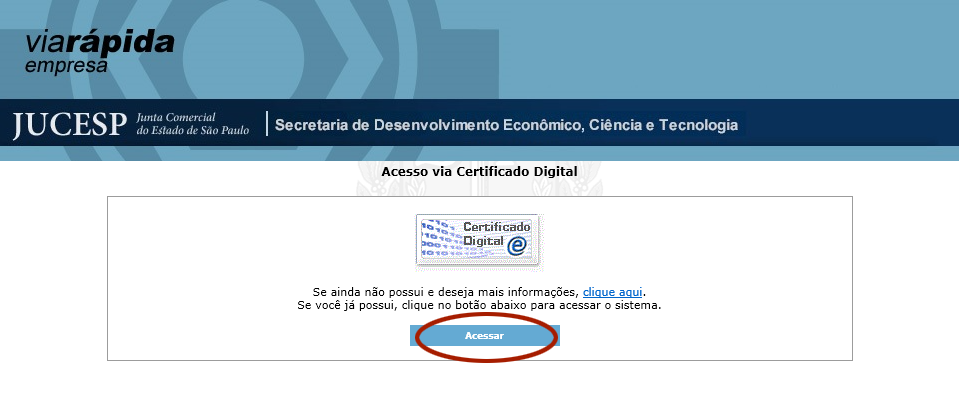 viarápida
empresa
JUCESP Junta Comercial
do Estado de São Paulo
Secretaria de Desenvolvimento Econômico, Ciência e Tecnologia
Acesso via Certificado Digital
Certificado
Digital e
Se ainda não possui e deseja mais informações, clique aqui.
Se você já possui, clique no botão abaixo para acessar o sistema.
Acessar